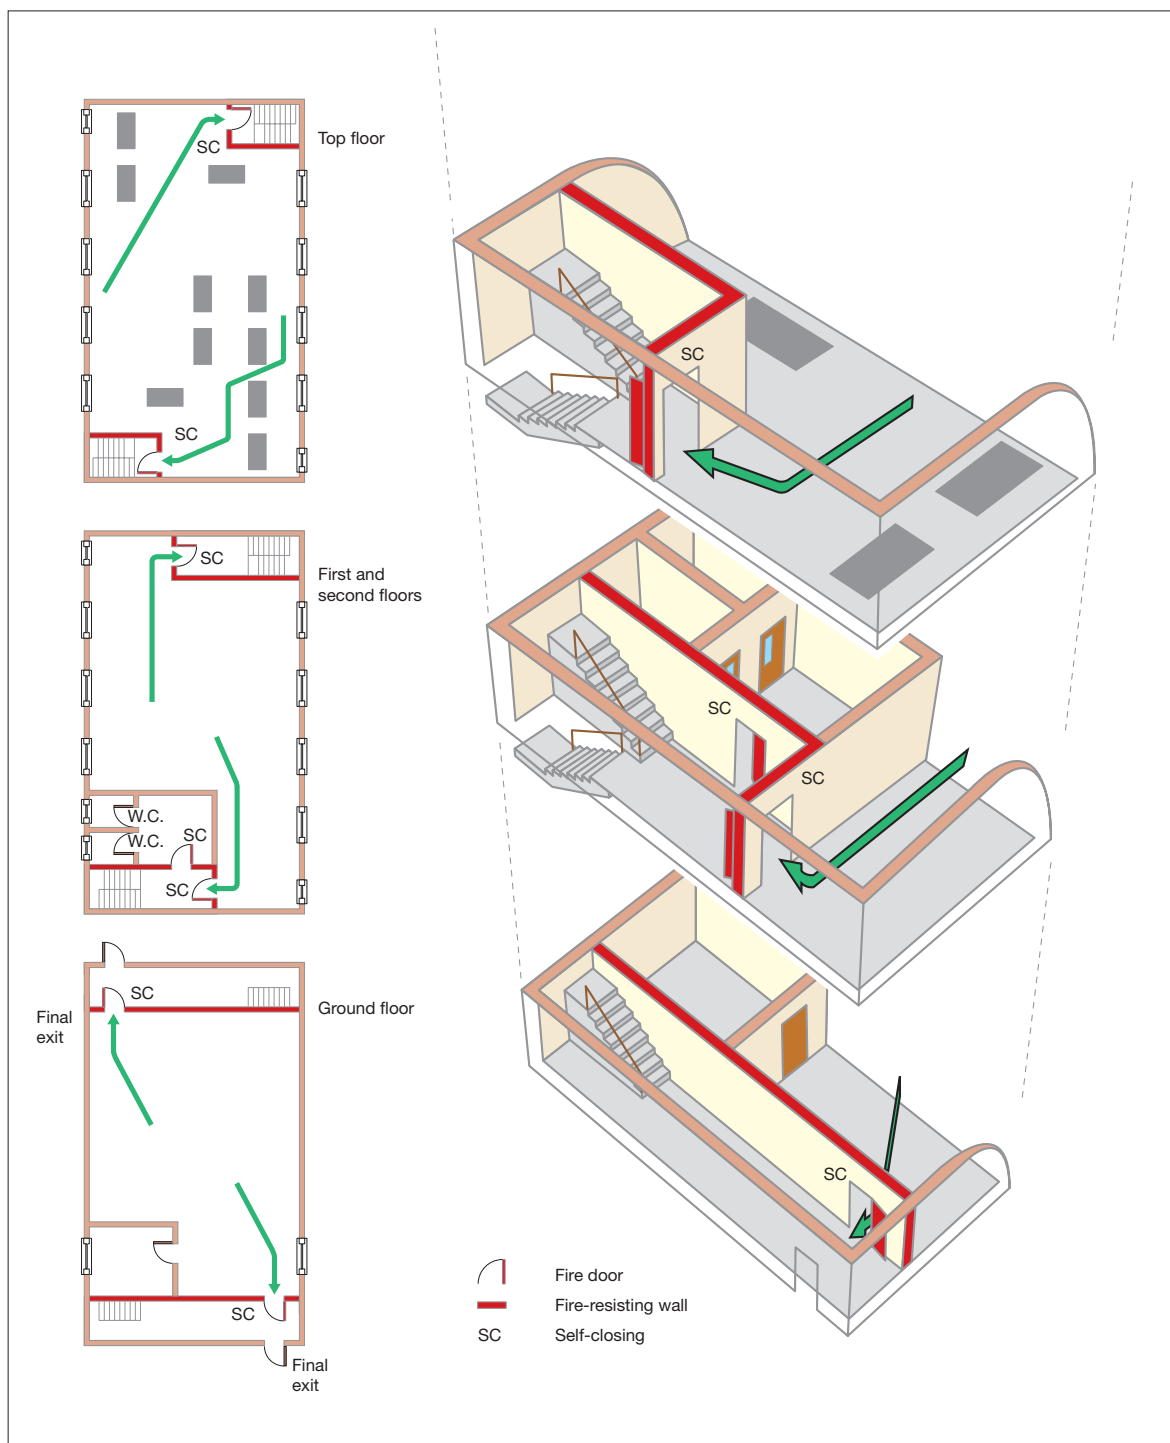 SC
Top floor
SC
SC
First and
second floors
W.C.
W.C.
SC
SC
SC
Final
exit
Ground floor
SC
Final
exit
SC
SC
SC
SC
Fire door
Fire-resisting wall
SC
Self-closing